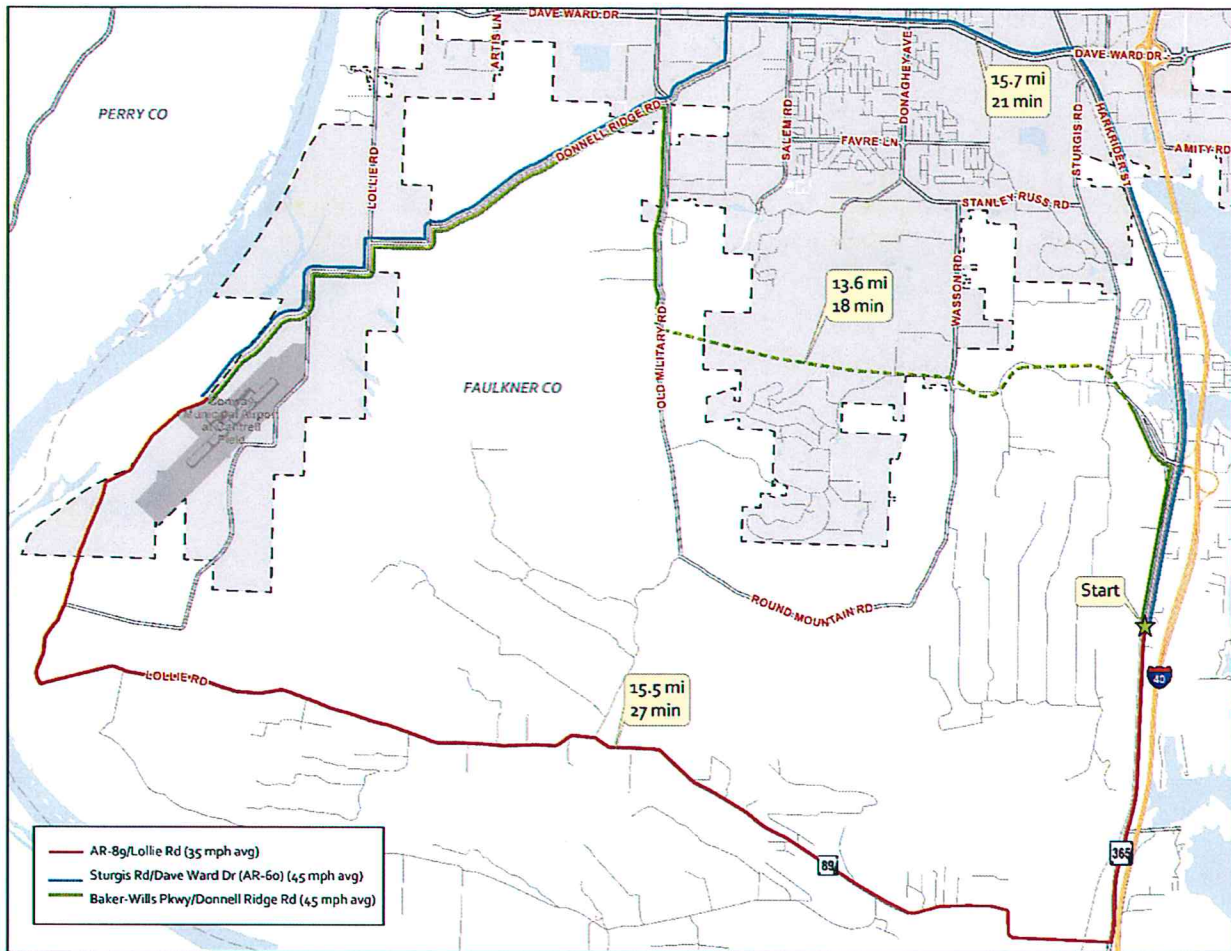 DAVE WARD DR
ARTIS LN
PERRY CO
LOLLIE RD
DONNELL RIDGE RD
SALEM RD
DONAGHEY AVE
FAVRE LN
15.7 mi
21 min
DAVE WARD DR
STURGIS RD
HARKRIDER ST
AMITY RD
STANLEY RUSS RD
WASSON RD
13.6 mi
18 min
OLD MILITARY RD
FAULKNER CO
Conway
Municipal Airport
at Cantrell
Field
ROUND MOUNTAIN RD
Start
40
LOLLIE RD
15.5 mi
27 min
89
365
AR-89/Lollie Rd (35 mph avg)
Sturgis Rd/Dave Ward Dr (AR-60) (45 mph avg)
Baker-Wills Pkwy/Donnell Ridge Rd (45 mph avg)